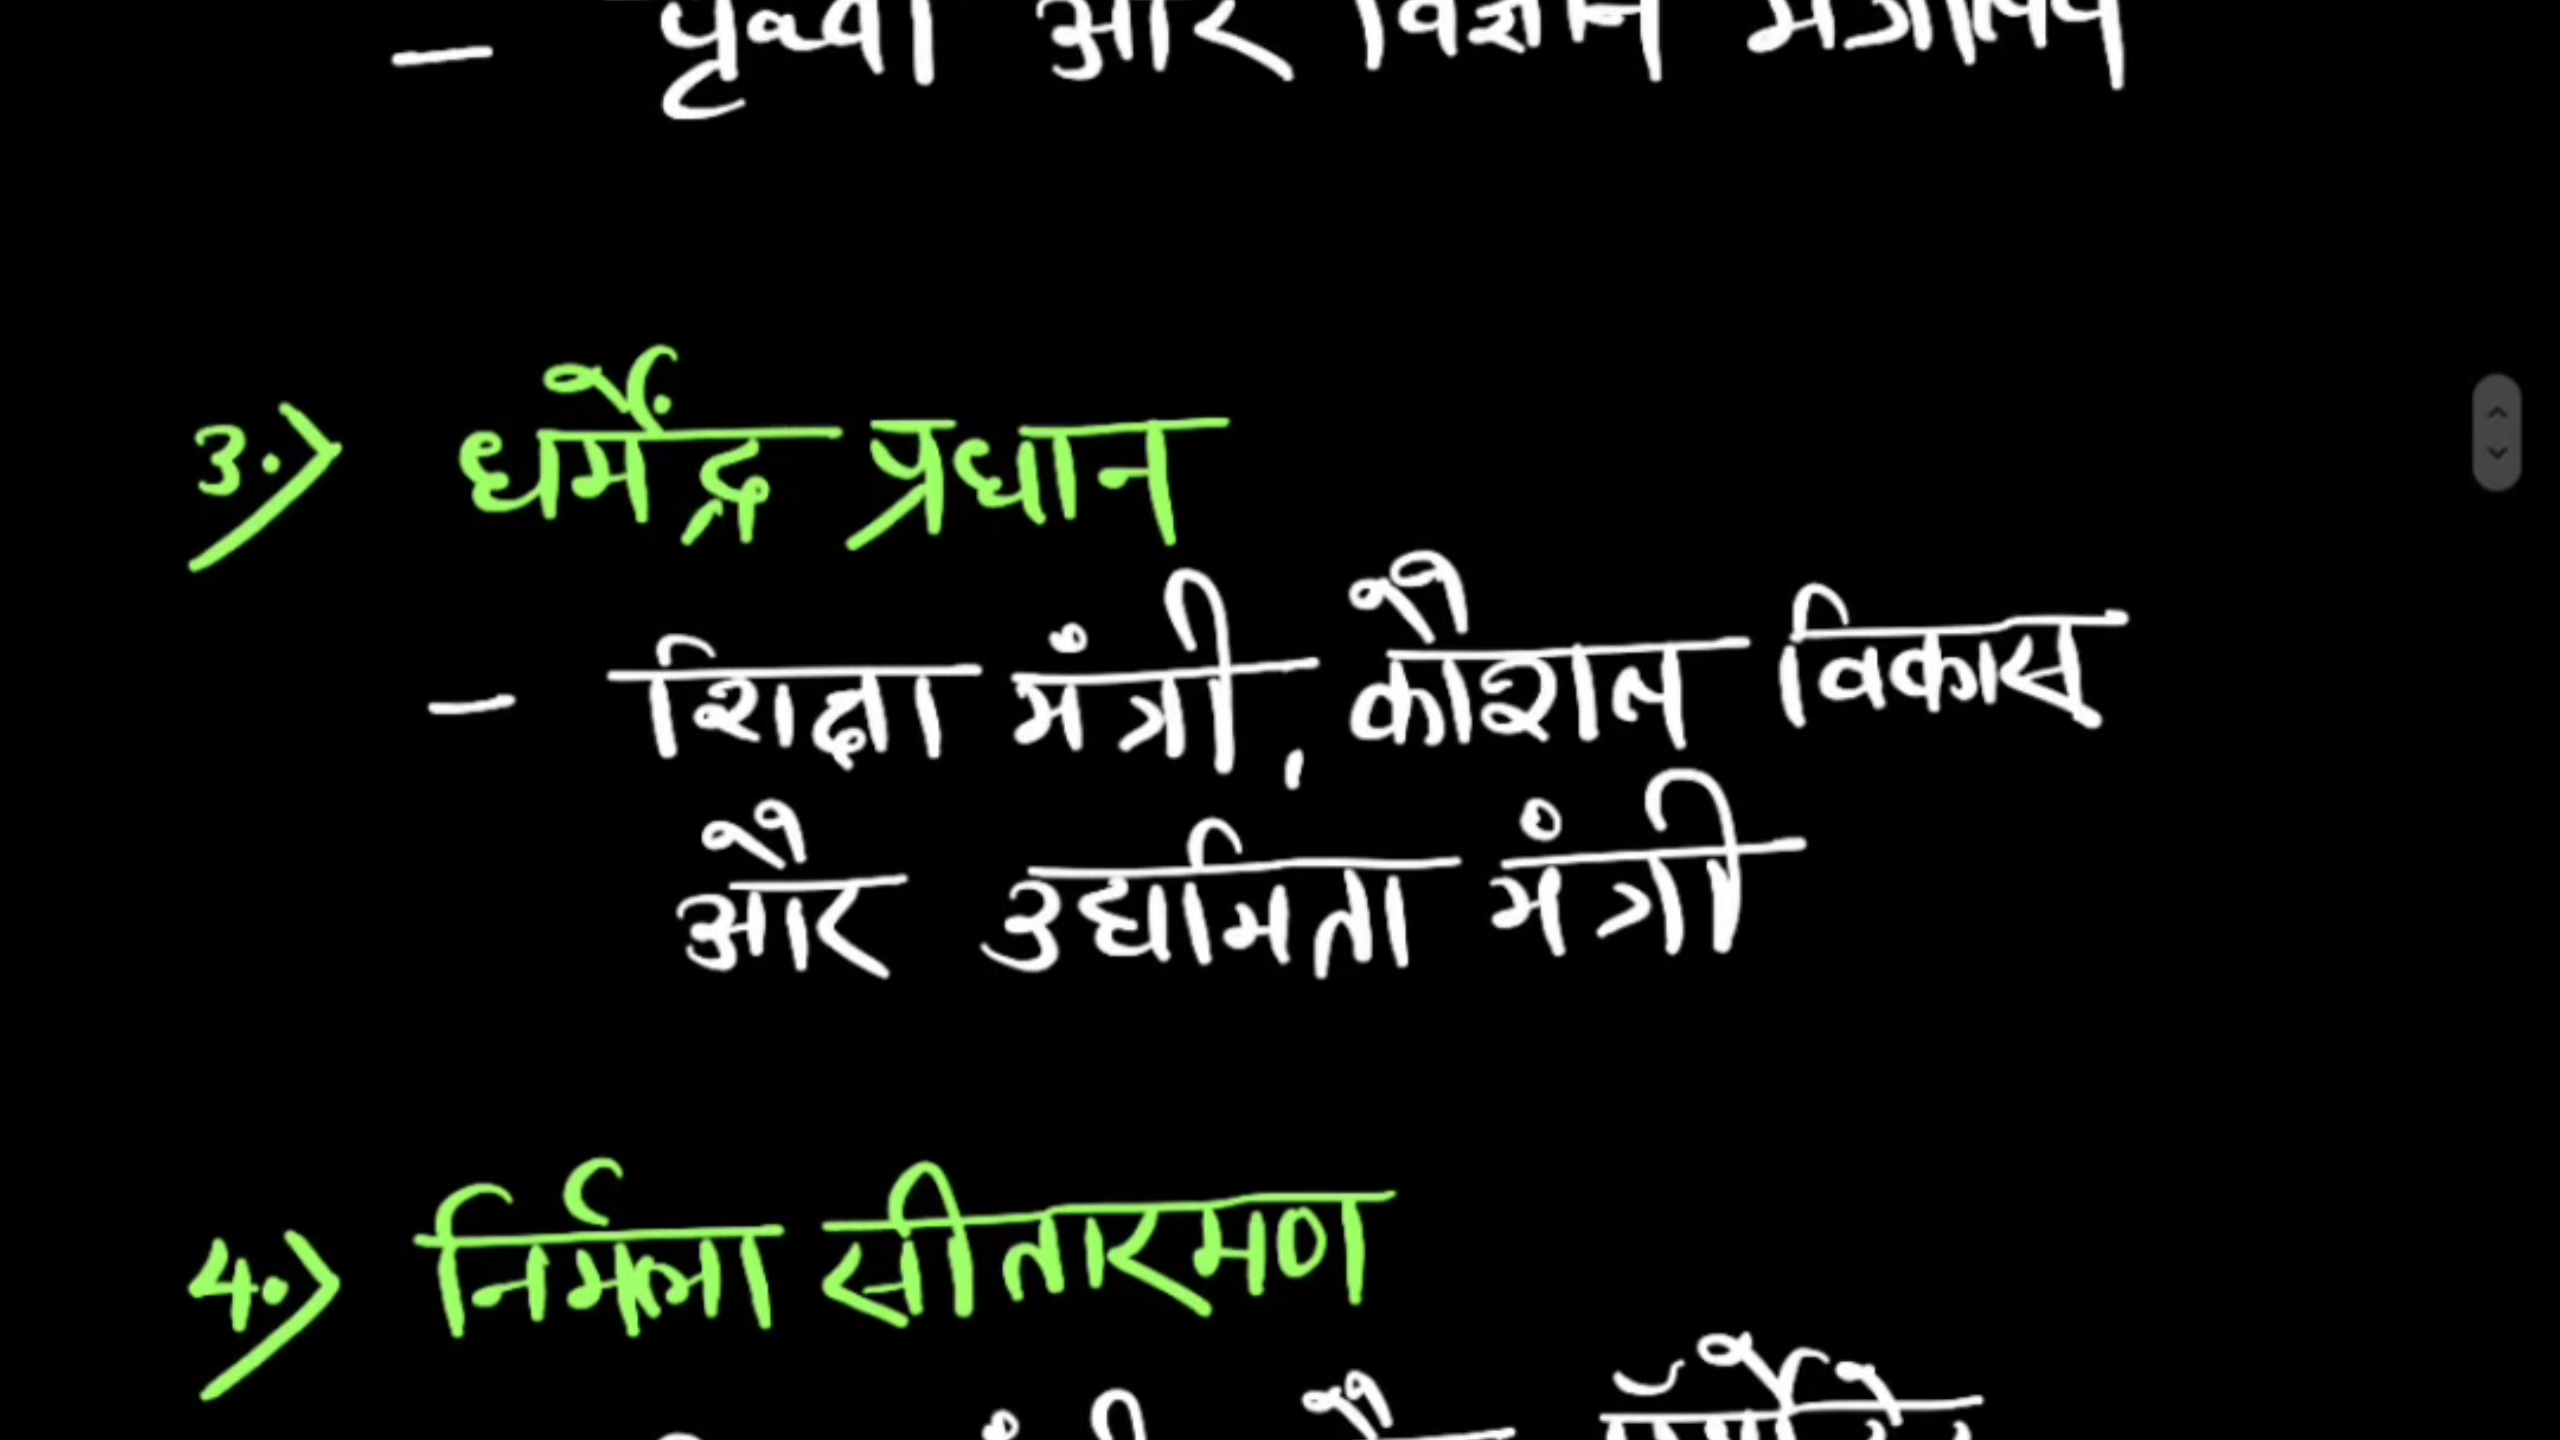 - पृथ्वी और विज्ञान मंत्रालय
3.) धर्मेंद्र प्रधान
- शिक्षा मंत्री, कौशल विकास
और उद्यमिता मंत्री
4.) निर्मला सीतारमण